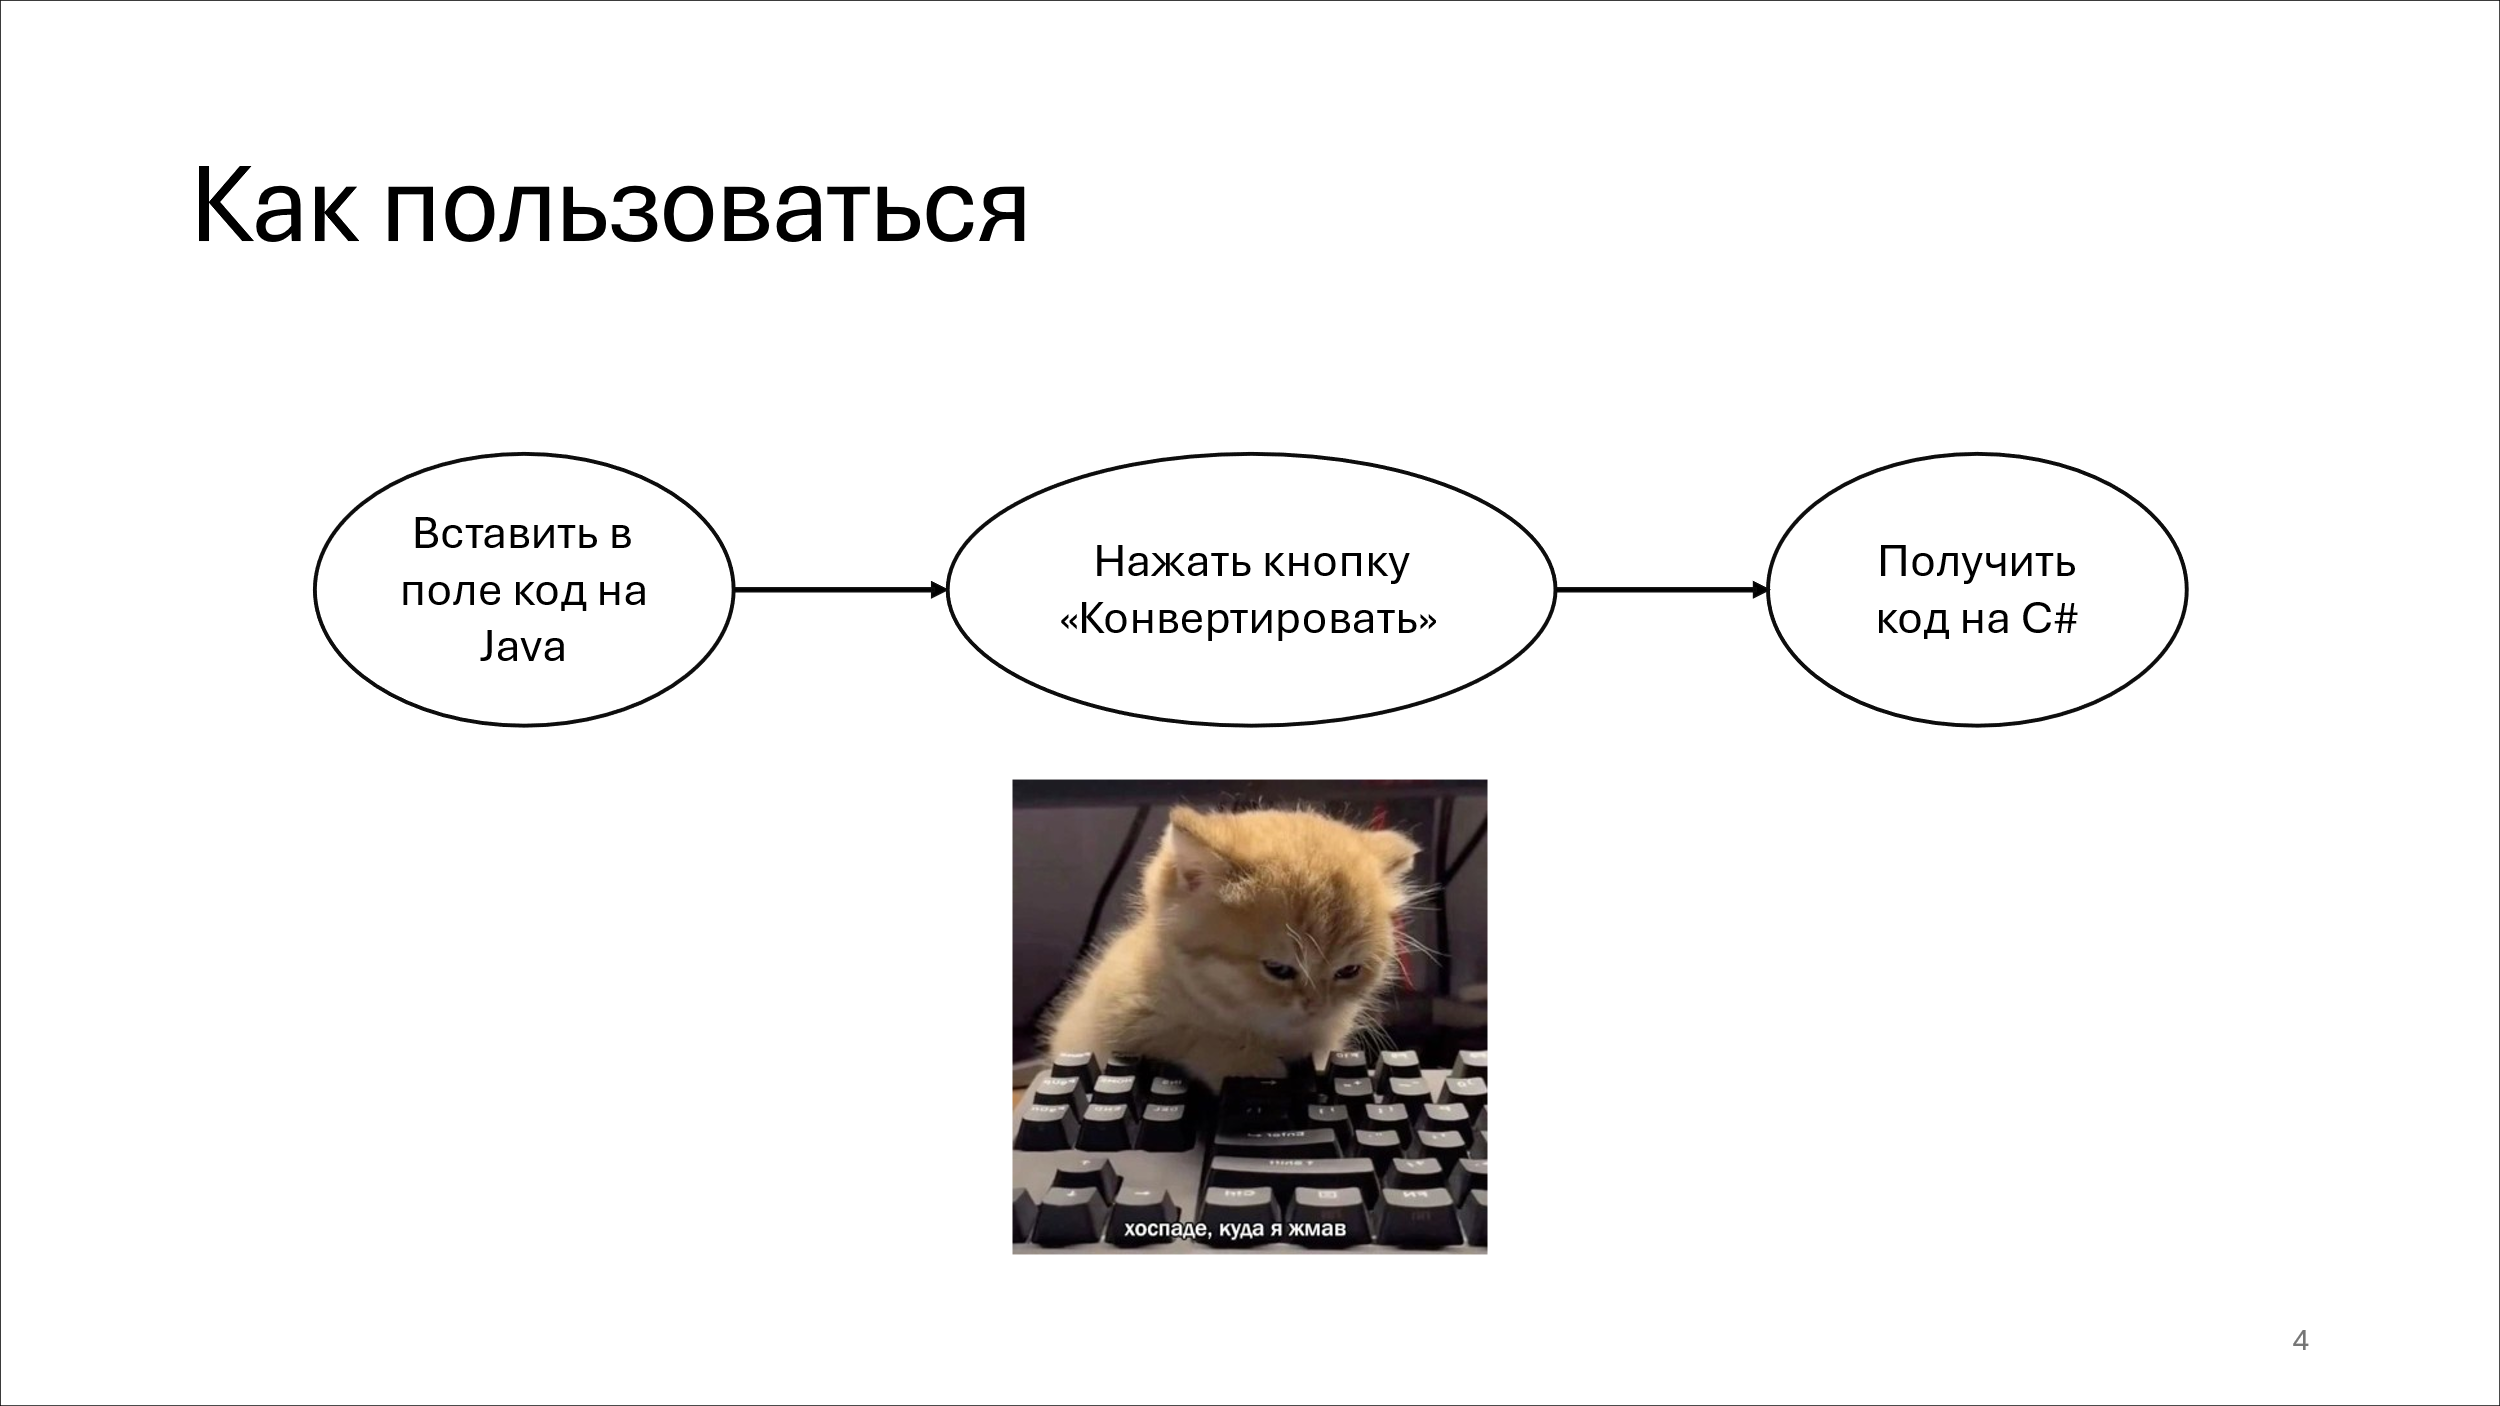 Как пользоваться
Вставить в
поле код на
Java
Нажать кнопку
«Конвертировать»
Получить
код на C#
хоспаде, куда я жмав
4